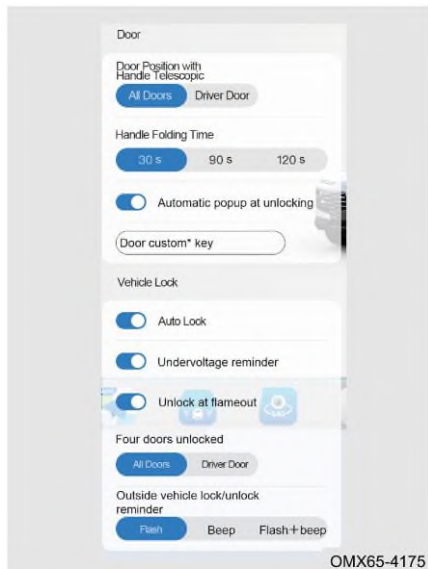 Door
Door Position with
Handle Telescopic
All Doors Driver Door
Handle Folding Time
30 s 90 s 120 s
Automatic popup at unlocking
Door custom* key
Vehicle Lock
Auto Lock
Undervoltage reminder
Unlock at flameout
Four doors unlocked
All Doors Driver Door
Outside vehicle lock/unlock
reminder
Flash Beep Flash+beep
OMX65-4175